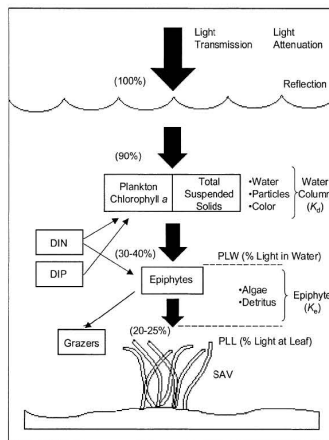 Light Transmission
Light Attenuation
(100%)
Reflection
(90%)
Plankton Chlorophyll a
Total Suspended Solids
•Water
•Particles
•Color
Water Column (Kd)
DIN
DIP
(30-40%)
PLW (% Light in Water)
Epiphytes
•Algae
•Detritus
Epiphyte (Ke)
Grazers
(20-25%)
PLL (% Light at Leaf)
SAV